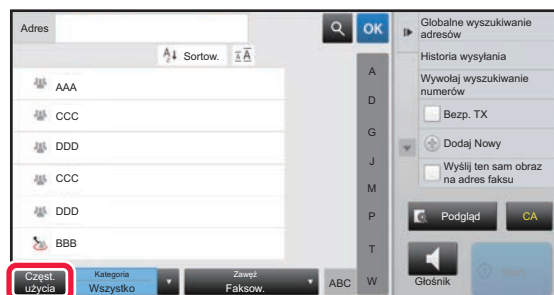 Adres
OK
Sortow.
AAA
CCC
DDD
CCC
DDD
BBB
A
D
G
J
M
P
T
W
Częst.
użycia
Kategoria
Wszystko
Zawęź
Faksow.
ABC
Globalne wyszukiwanie
adresów
Historia wysyłania
Wywołaj wyszukiwanie
numerów
Bezp. TX
Dodaj Nowy
Wyślij ten sam obraz
na adres faksu
Podgląd
CA
Głośnik
Start